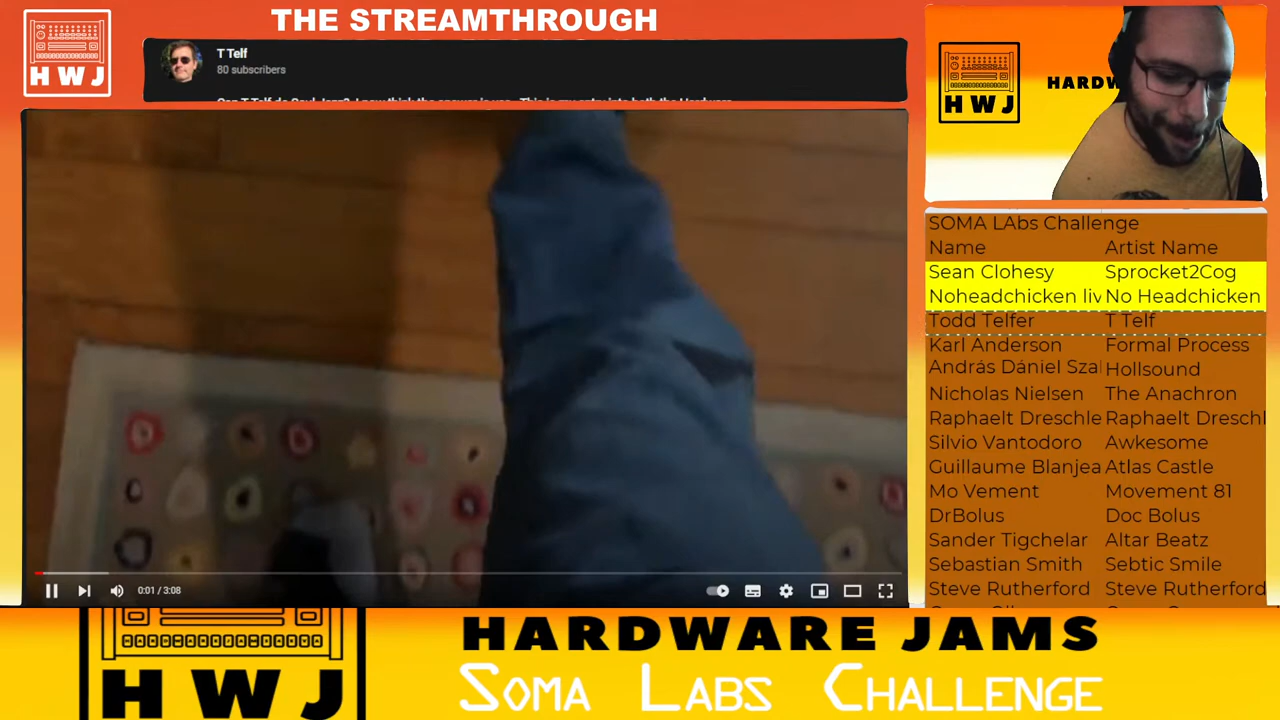 THE STREAMTHROUGH
HWJ
T Telf
80 subscribers
HWJ
HARDW
SOMA LAbs Challenge
Name Artist Name
Sean Clohesy Sprocket2Cog
Noheadchicken liv No Headchicken
Todd Telfer T Telf
Karl Anderson Formal Process
András Dániel Sza Hollsound
Nicholas Nielsen The Anachron
Raphaelt Dreschle Raphaelt Dreschl
Silvio Vantodoro Awkesome
Guillaume Blanjea Atlas Castle
Mo Vement Movement 81
DrBolus Doc Bolus
Sander Tigchelar Altar Beatz
Sebastian Smith Sebtic Smile
Steve Rutherford Steve Rutherford
0:01 / 3:08
HWJ
HARDWARE JAMS
SOMA LABS CHALLENGE